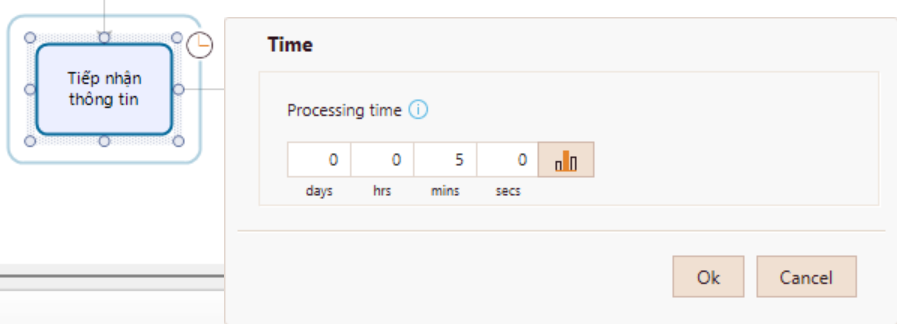 Tiếp nhận
thông tin
Time
Processing time
0 0 5 0
days hrs mins secs
Ok Cancel